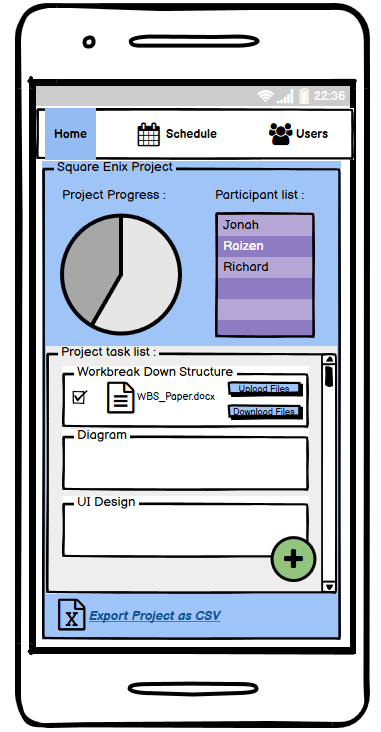 22:36
Home
Schedule
Users
Square Enix Project
Project Progress :
Participant list :
Jonah
Raizen
Richard
Project task list :
Workbreak Down Structure
WBS_Paper.docx
Upload Files
Download Files
Diagram
UI Design
X
Export Project as CSV